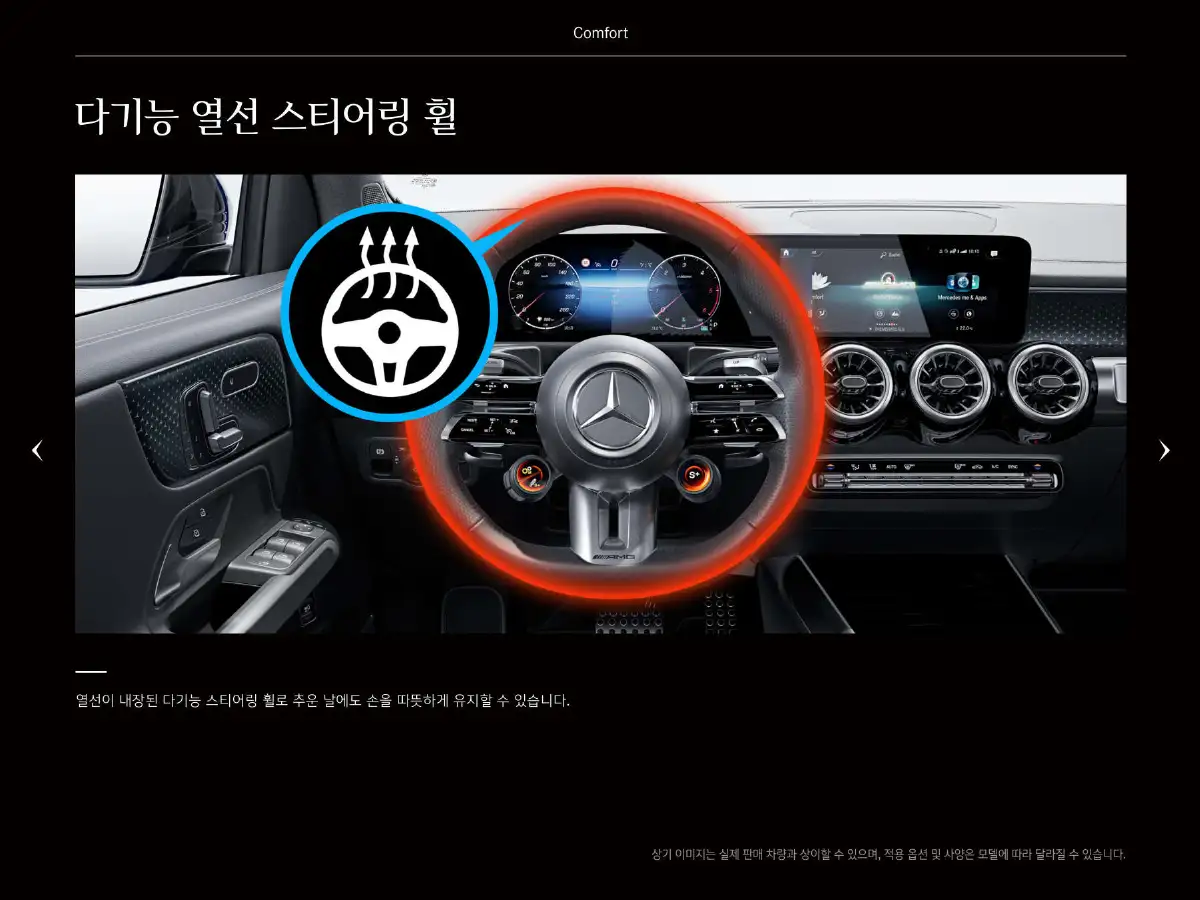 Comfort
다기능 열선 스티어링 휠
Mercedes me & Apps
S+
AMG
열선이 내장된 다기능 스티어링 휠로 추운 날에도 손을 따뜻하게 유지할 수 있습니다.
상기 이미지는 실제 판매 차량과 상이할 수 있으며, 적용 옵션 및 사양은 모델에 따라 달라질 수 있습니다.